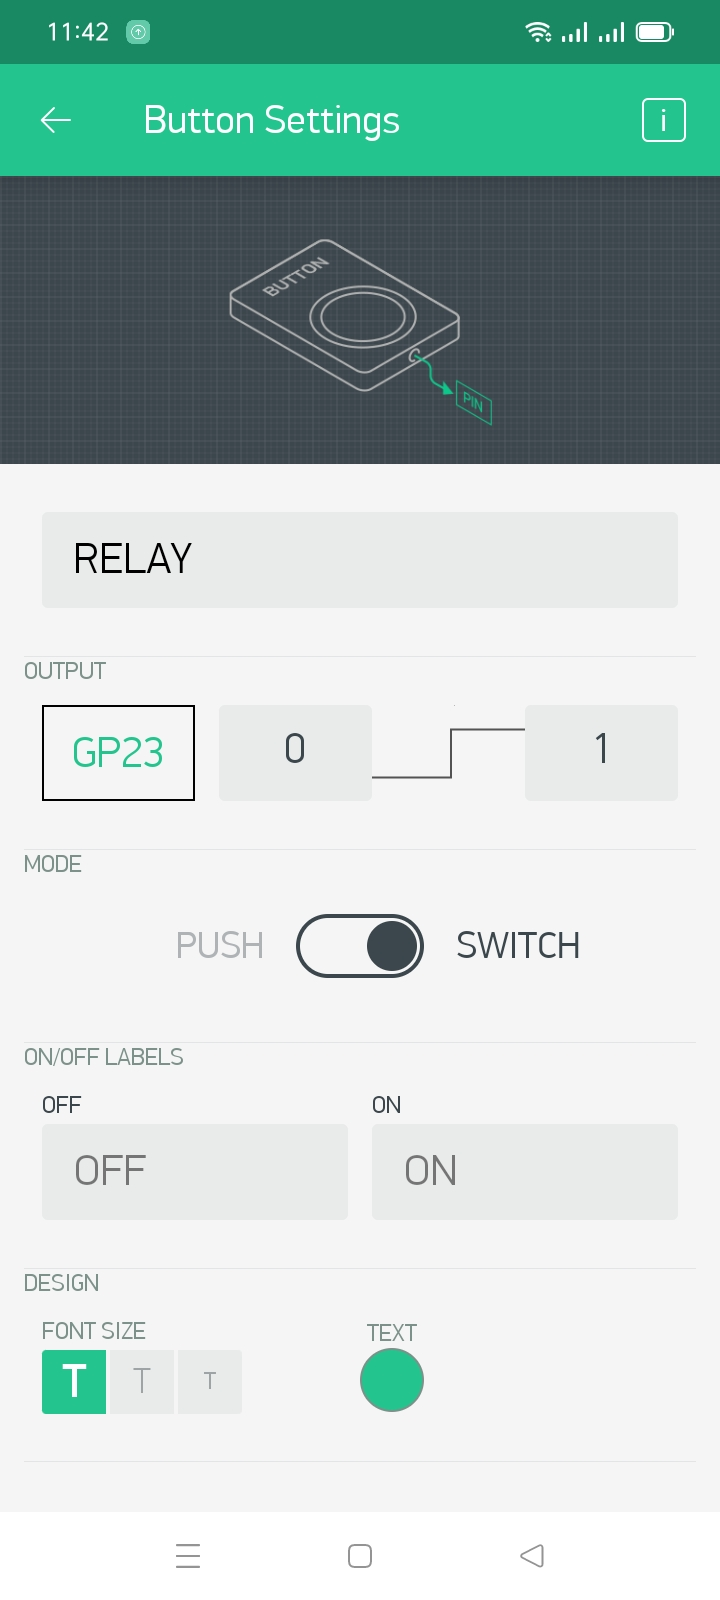 11:42
Button Settings
i
BUTTON
PIN
RELAY
OUTPUT
GP23 0 1
MODE
PUSH SWITCH
ON/OFF LABELS
OFF ON
OFF ON
DESIGN
FONT SIZE TEXT
T T T